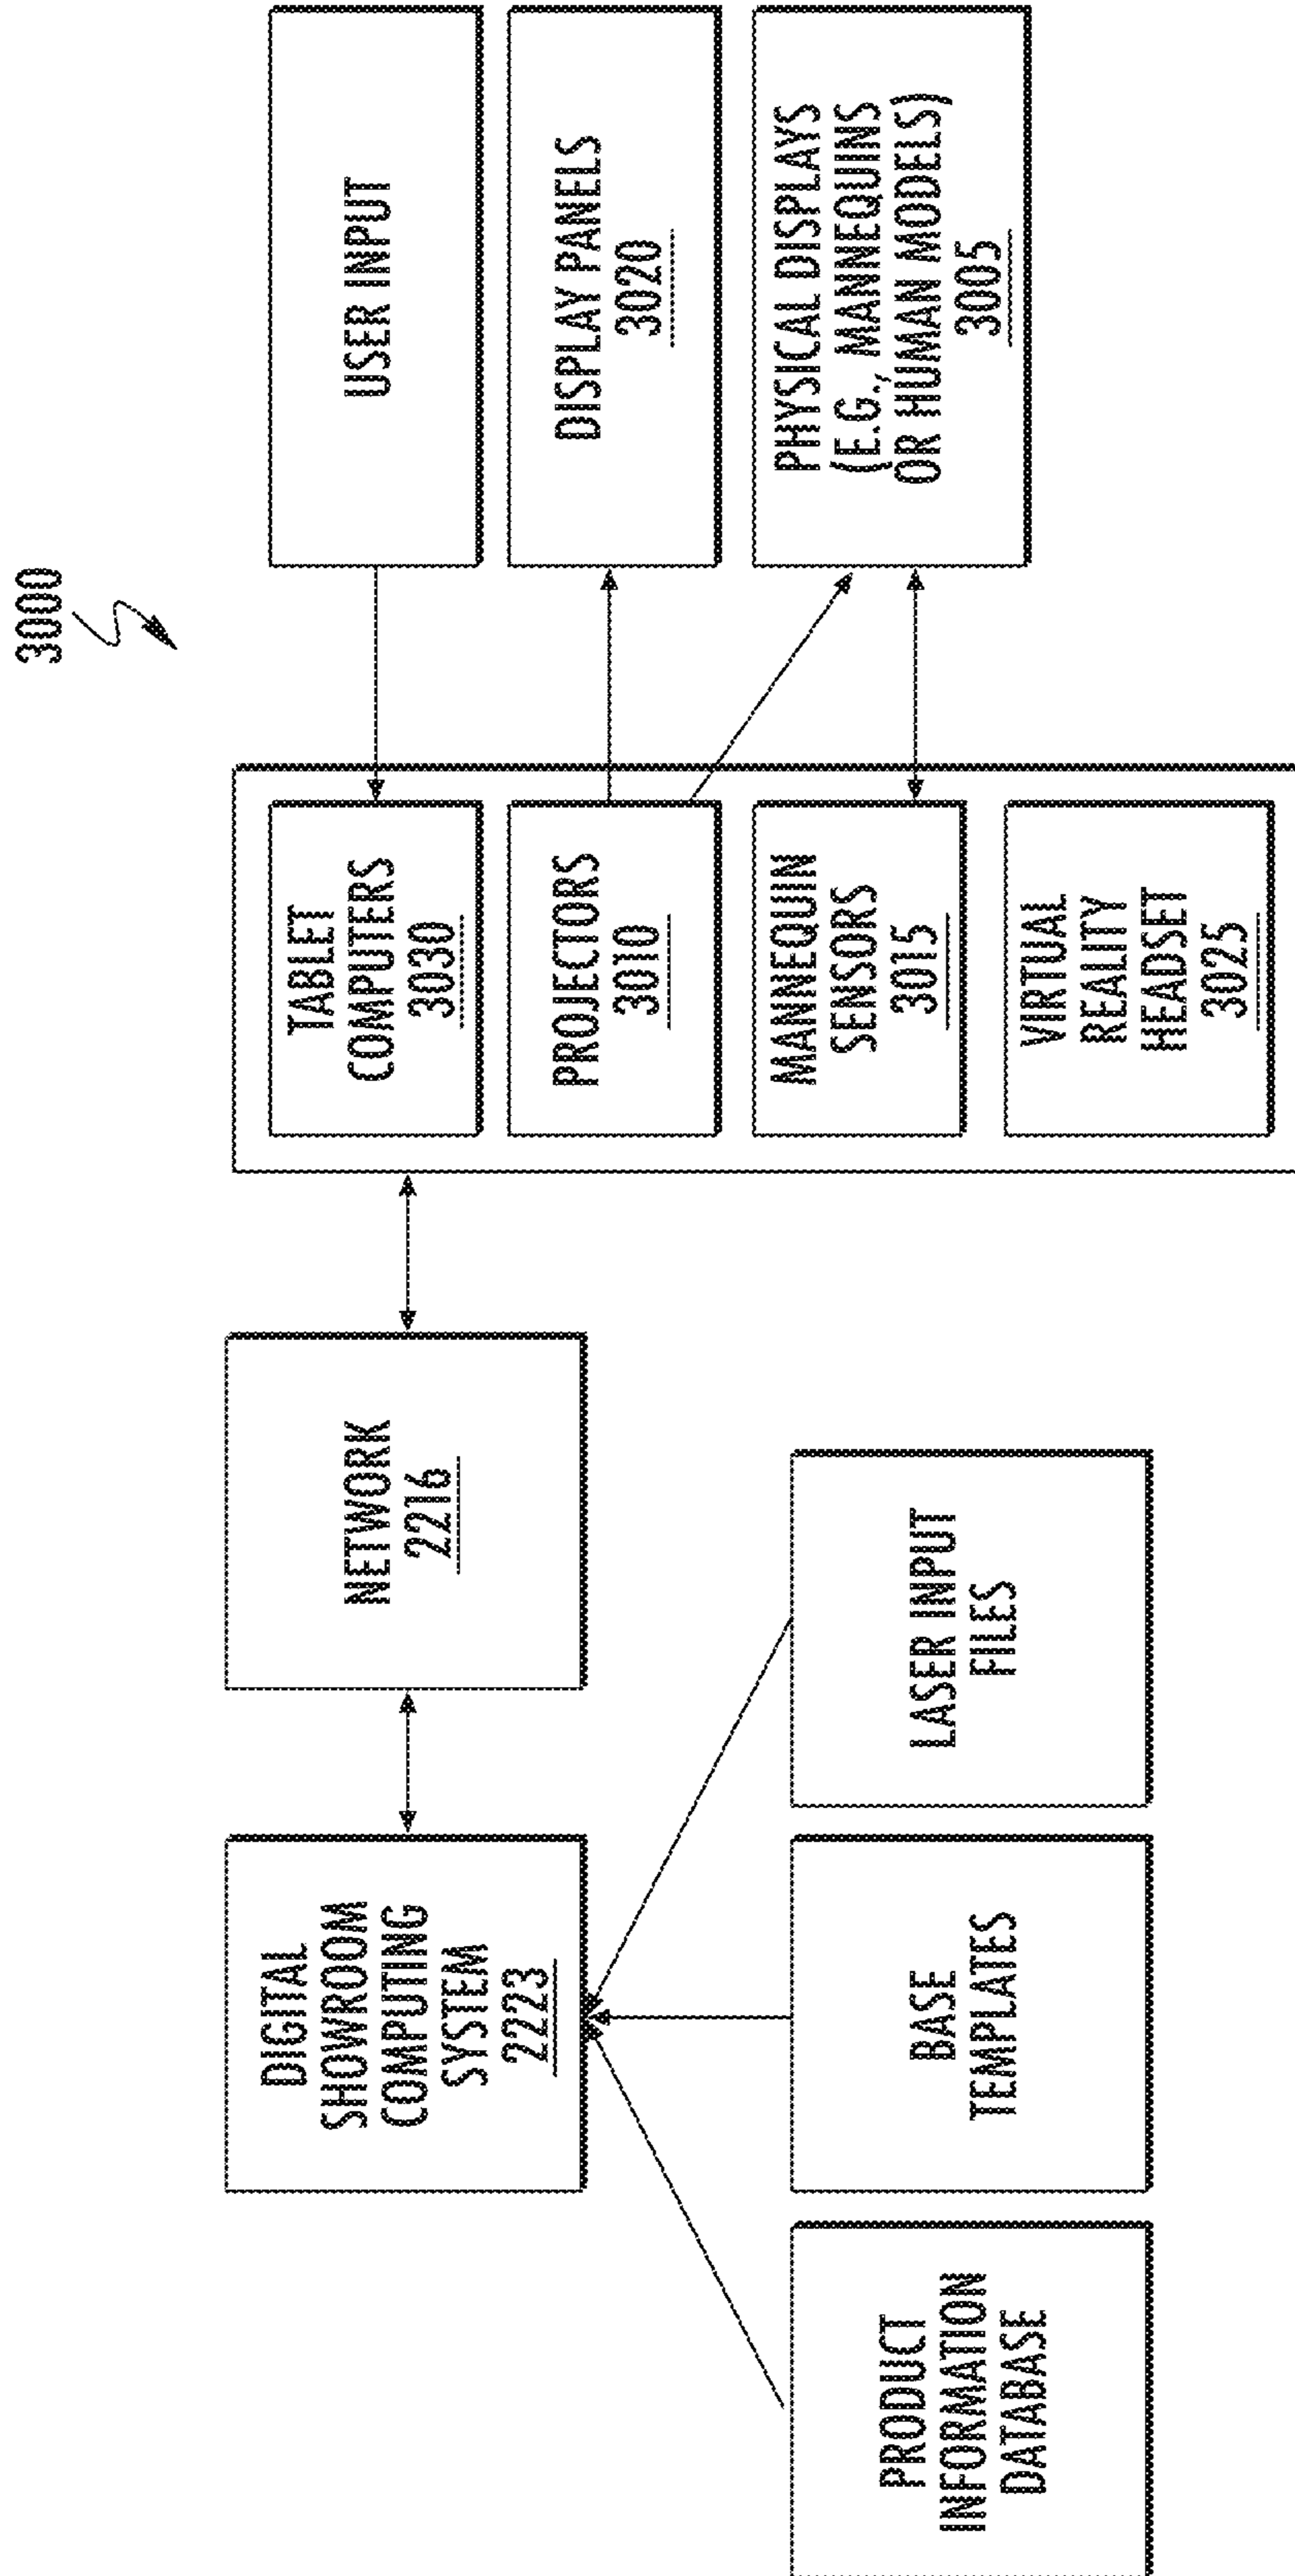 3000
DIGITAL
SHOWROOM
COMPUTING
SYSTEM
2223
NETWORK
2216
TABLET
COMPUTERS
3030
PROJECTORS
3010
MANNEQUIN
SENSORS
3015
VIRTUAL
REALITY
HEADSET
3025
USER INPUT
DISPLAY PANELS
3020
PHYSICAL DISPLAYS
(E.G., MANNEQUINS
OR HUMAN MODELS)
3005
PRODUCT
INFORMATION
DATABASE
BASE
TEMPLATES
LASER INPUT
FILES